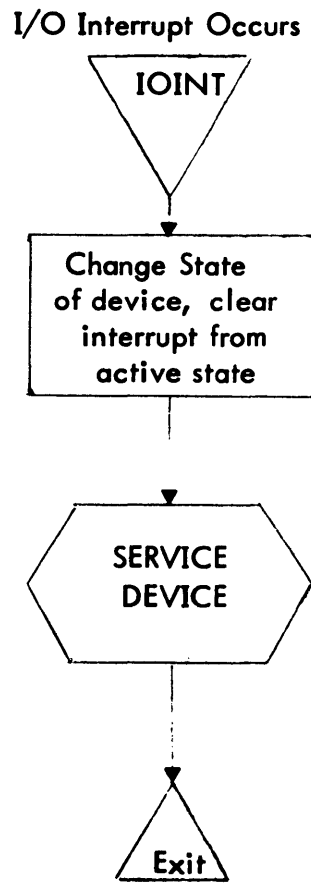 I/O Interrupt Occurs
IOINT
Change State
of device, clear
interrupt from
active state
SERVICE
DEVICE
Exit